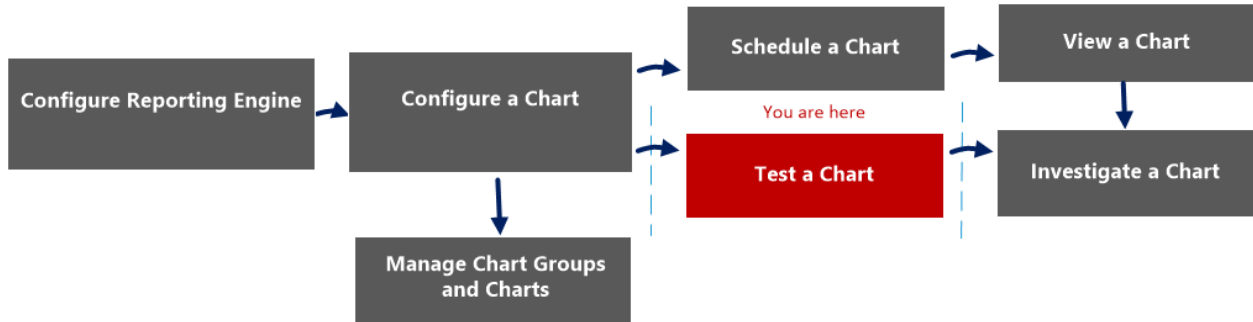 Configure Reporting Engine
Configure a Chart
Manage Chart Groups
and Charts
Schedule a Chart
You are here
Test a Chart
View a Chart
Investigate a Chart